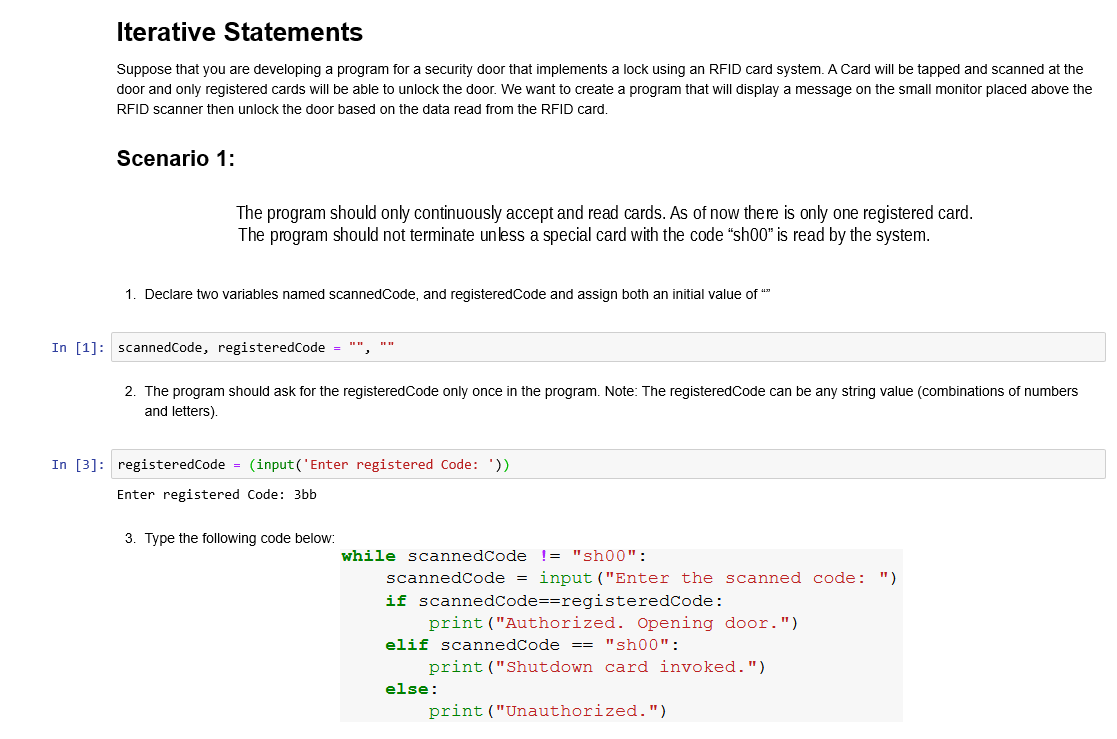 Iterative Statements
Suppose that you are developing a program for a security door that implements a lock using an RFID card system. A Card will be tapped and scanned at the
door and only registered cards will be able to unlock the door. We want to create a program that will display a message on the small monitor placed above the
RFID scanner then unlock the door based on the data read from the RFID card.
Scenario 1:
The program should only continuously accept and read cards. As of now there is only one registered card.
The program should not terminate unless a special card with the code “sh00” is read by the system.
1. Declare two variables named scannedCode, and registeredCode and assign both an initial value of “”
In [1]: scannedCode, registeredCode = "", ""
2. The program should ask for the registeredCode only once in the program. Note: The registeredCode can be any string value (combinations of numbers
and letters).
In [3]: registeredCode = (input('Enter registered Code: '))
Enter registered Code: 3bb
3. Type the following code below:
while scannedCode != "sh00":
    scannedCode = input("Enter the scanned code: ")
    if scannedCode==registeredCode:
        print("Authorized. Opening door.")
    elif scannedCode == "sh00":
        print("Shutdown card invoked.")
    else:
        print("Unauthorized.")